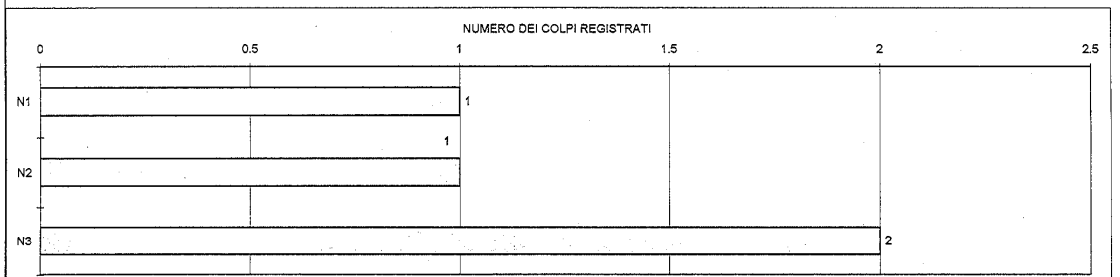 NUMERO DEI COLPI REGISTRATI
0 0.5 1 1.5 2 2.5
N1 1
1
N2
N3 2